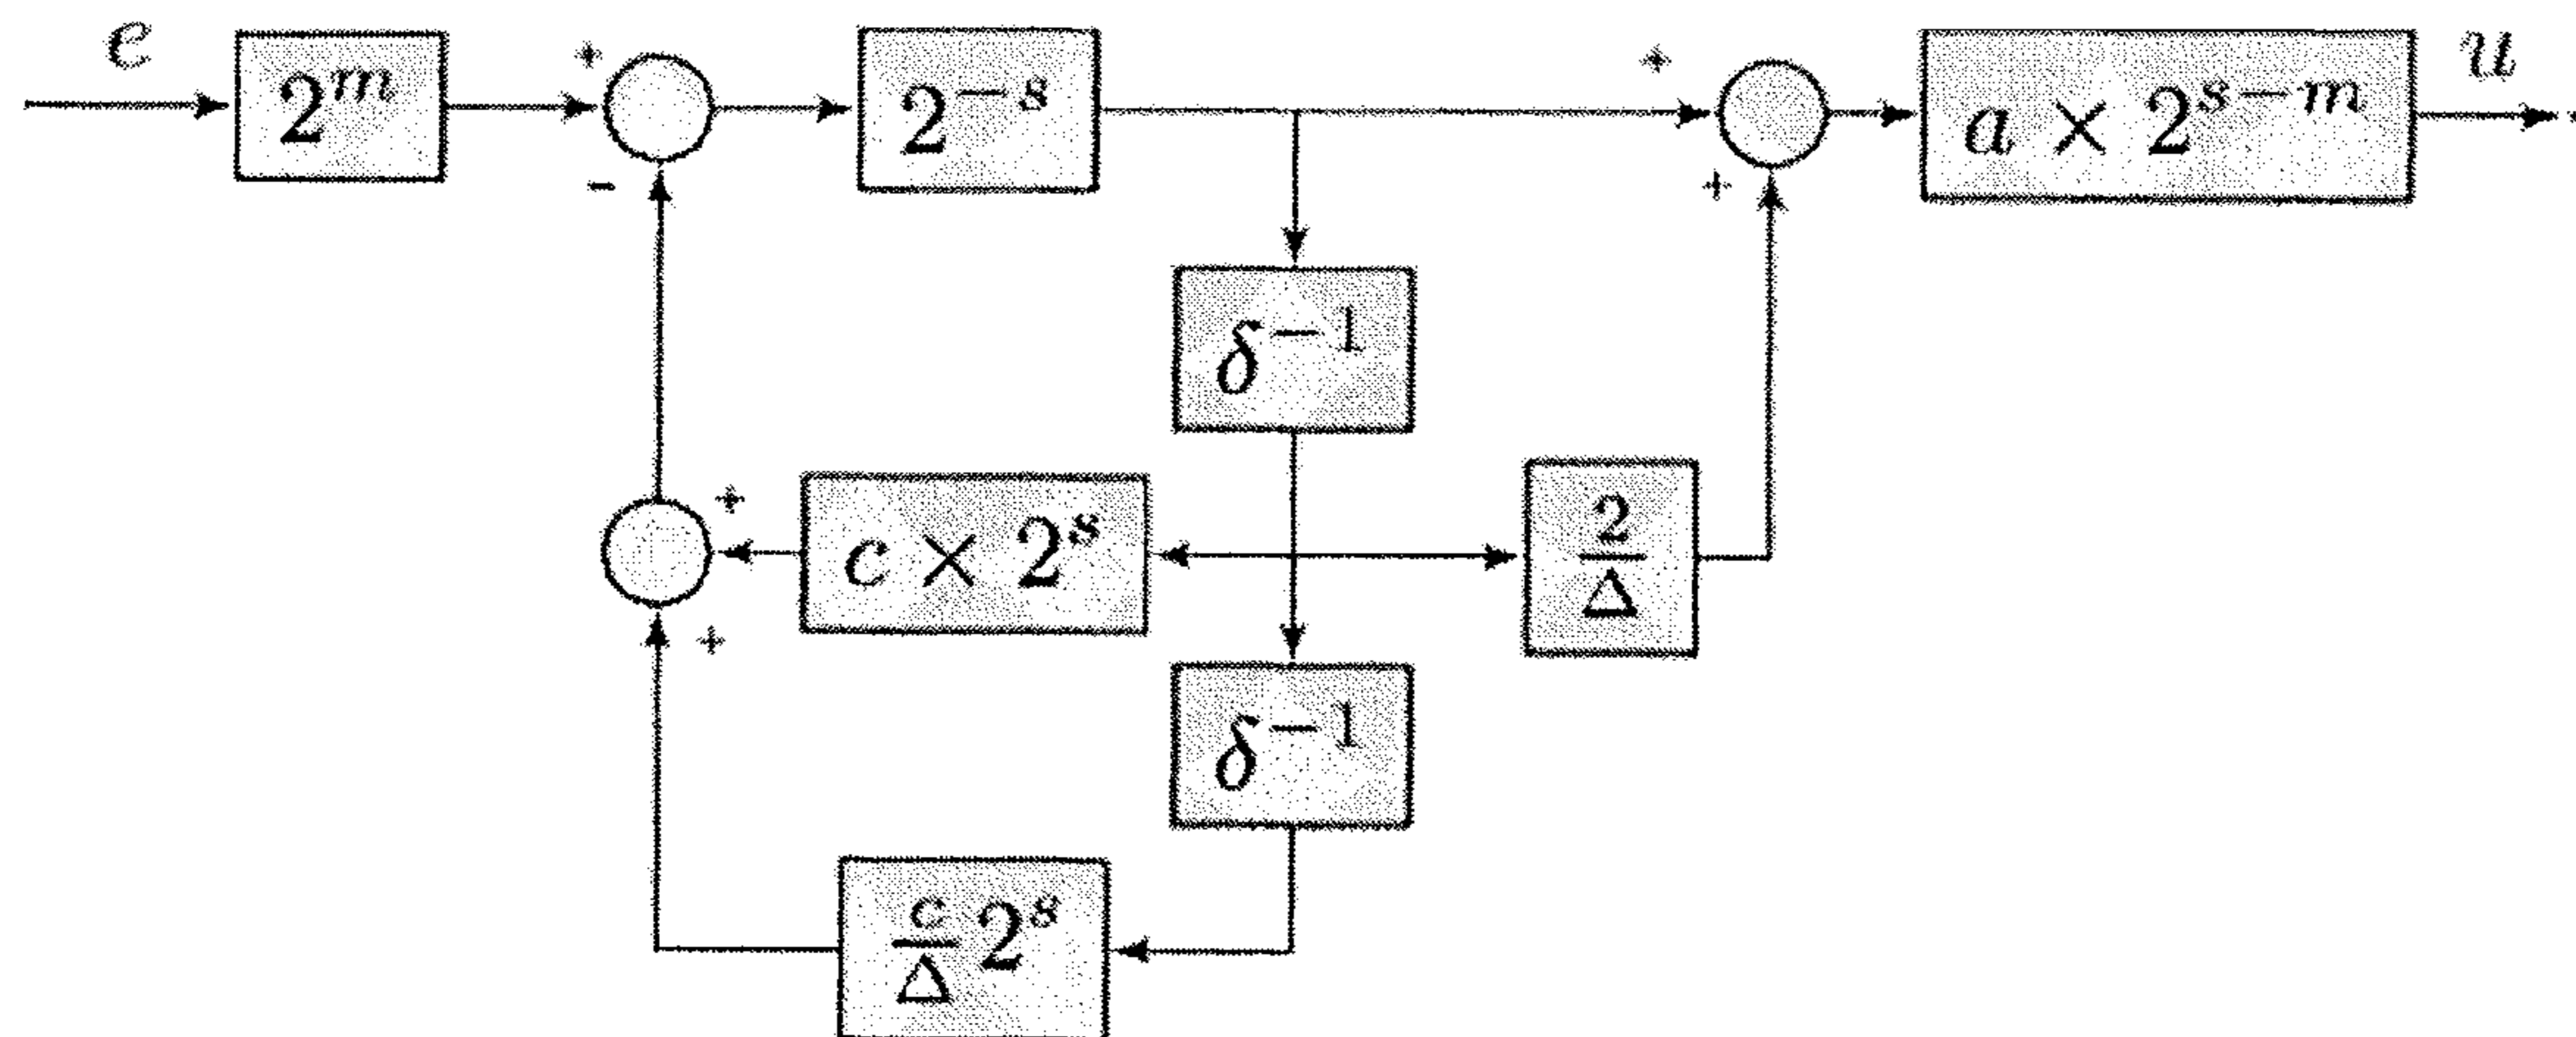 e
2^m
+
-
2^{-s}
+
+
a × 2^{s-m}
u
δ^{-1}
+
c × 2^s
2/Δ
+
δ^{-1}
c/Δ 2^s